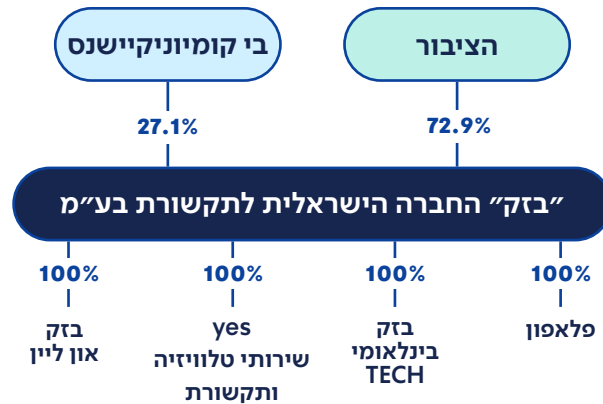 הציבור
בי קומיוניקיישנס
72.9%
27.1%
"בזק" החברה הישראלית לתקשורת בע"מ
100%
100%
100%
100%
פלאפון
בזק
בינלאומי
TECH
yes
שירותי טלוויזיה
ותקשורת
בזק
און ליין